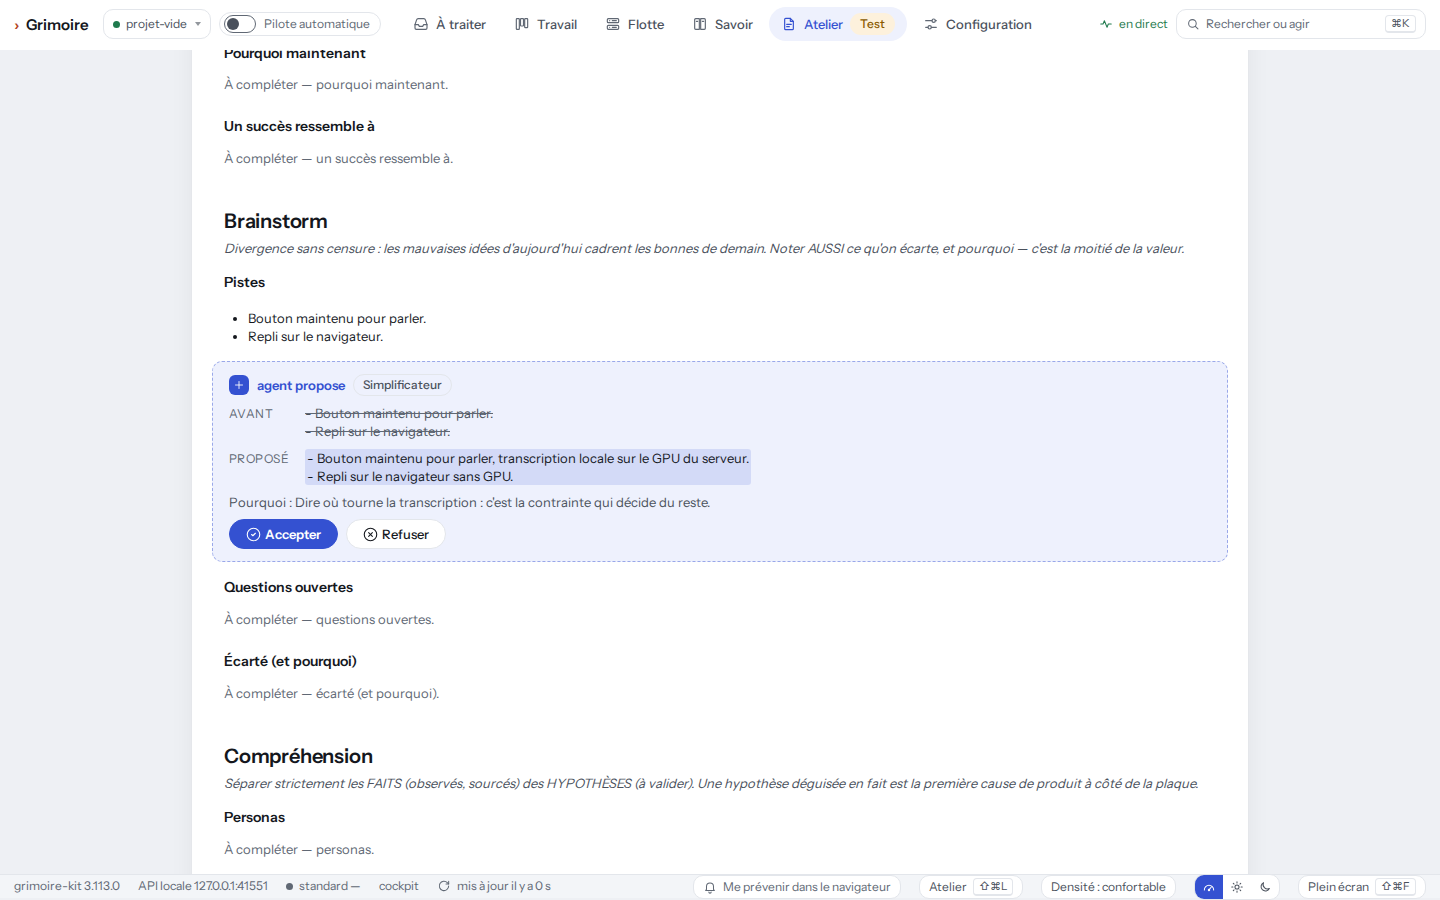 Grimoire
projet-vide
Pilote automatique
À traiter
Travail
Flotte
Savoir
Atelier
Test
Configuration
en direct
Rechercher ou agir
⌘K
Pourquoi maintenant
À compléter — pourquoi maintenant.
Un succès ressemble à
À compléter — un succès ressemble à.
Brainstorm
Divergence sans censure : les mauvaises idées d'aujourd'hui cadrent les bonnes de demain. Noter AUSSI ce qu'on écarte, et pourquoi — c'est la moitié de la valeur.
Pistes
• Bouton maintenu pour parler.
• Repli sur le navigateur.
agent propose
Simplificateur
AVANT
- Bouton maintenu pour parler.
- Repli sur le navigateur.
PROPOSÉ
- Bouton maintenu pour parler, transcription locale sur le GPU du serveur.
- Repli sur le navigateur sans GPU.
Pourquoi : Dire où tourne la transcription : c'est la contrainte qui décide du reste.
Accepter
Refuser
Questions ouvertes
À compléter — questions ouvertes.
Écarté (et pourquoi)
À compléter — écarté (et pourquoi).
Compréhension
Séparer strictement les FAITS (observés, sourcés) des HYPOTHÈSES (à valider). Une hypothèse déguisée en fait est la première cause de produit à côté de la plaque.
Personas
À compléter — personas.
grimoire-kit 3.113.0
API locale 127.0.0.1:41551
standard —
cockpit
mis à jour il y a 0 s
Me prévenir dans le navigateur
Atelier
⇧⌘L
Densité : confortable
Plein écran
⇧⌘F